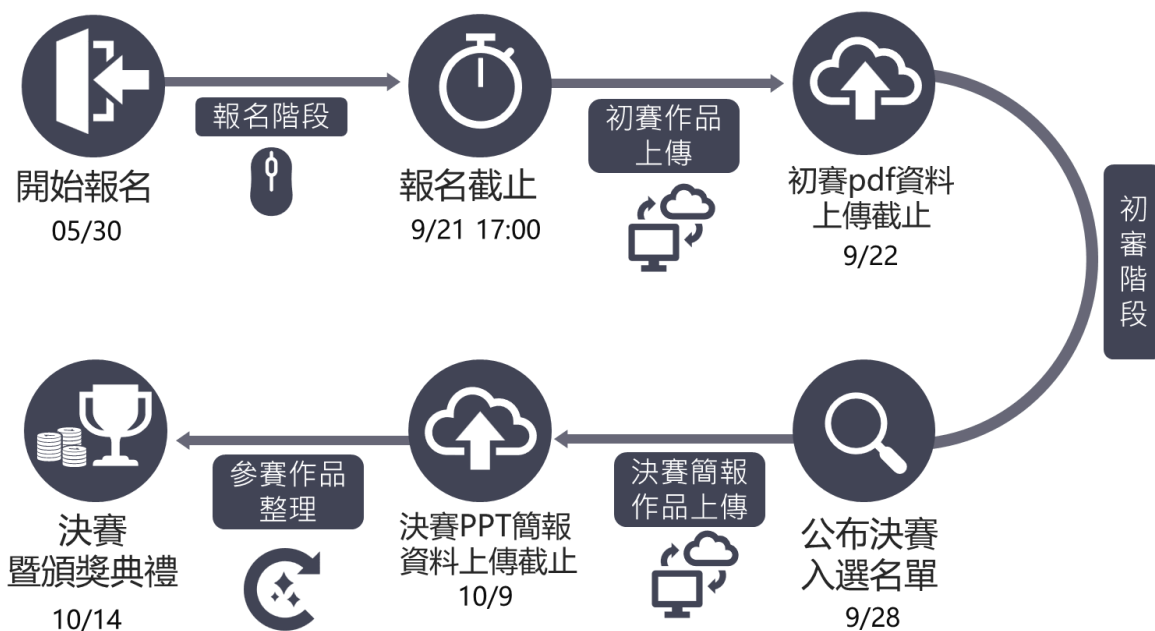 開始報名
05/30
報名階段
報名截止
9/21 17:00
初賽作品
上傳
初賽pdf資料
上傳截止
9/22
初審階段
公布決賽
入選名單
9/28
決賽簡報
作品上傳
決賽PPT簡報
資料上傳截止
10/9
參賽作品
整理
決賽
暨頒獎典禮
10/14